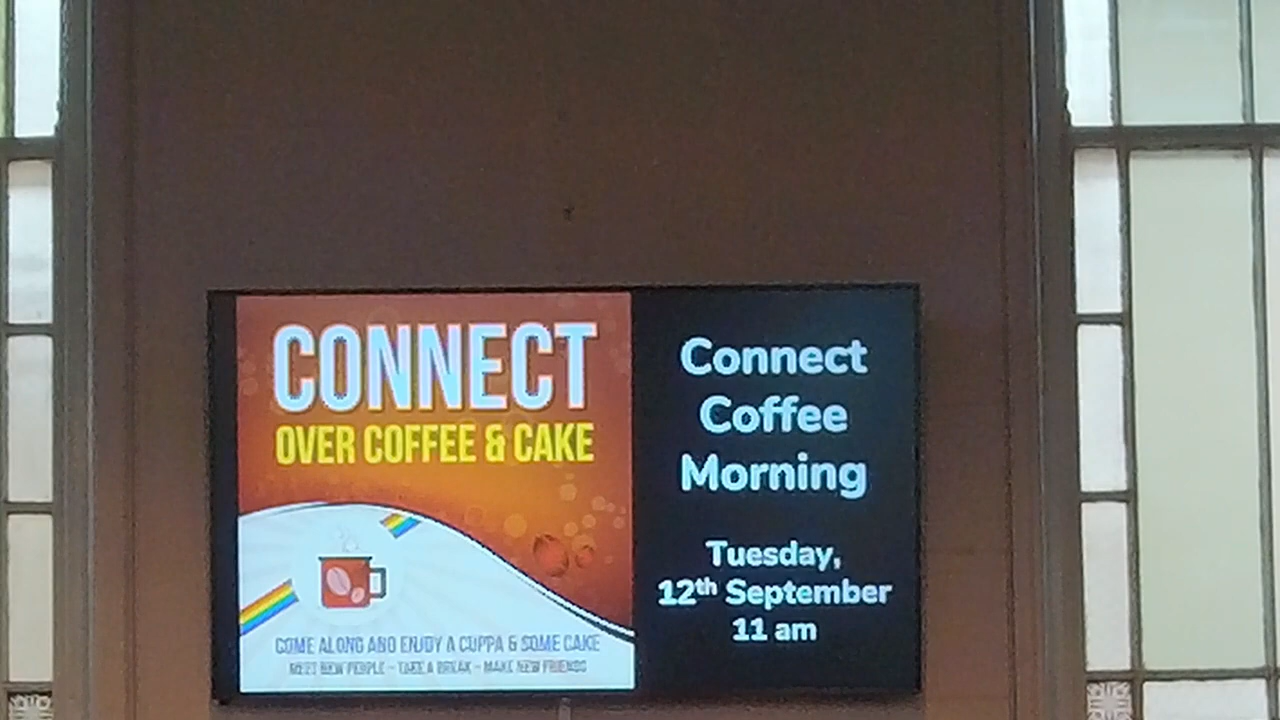 CONNECT
OVER COFFEE & CAKE
COME ALONG AND ENJOY A CUPPA & SOME CAKE
MEET NEW PEOPLE - TAKE A BREAK - MAKE NEW FRIENDS
Connect
Coffee
Morning
Tuesday,
12th September
11 am